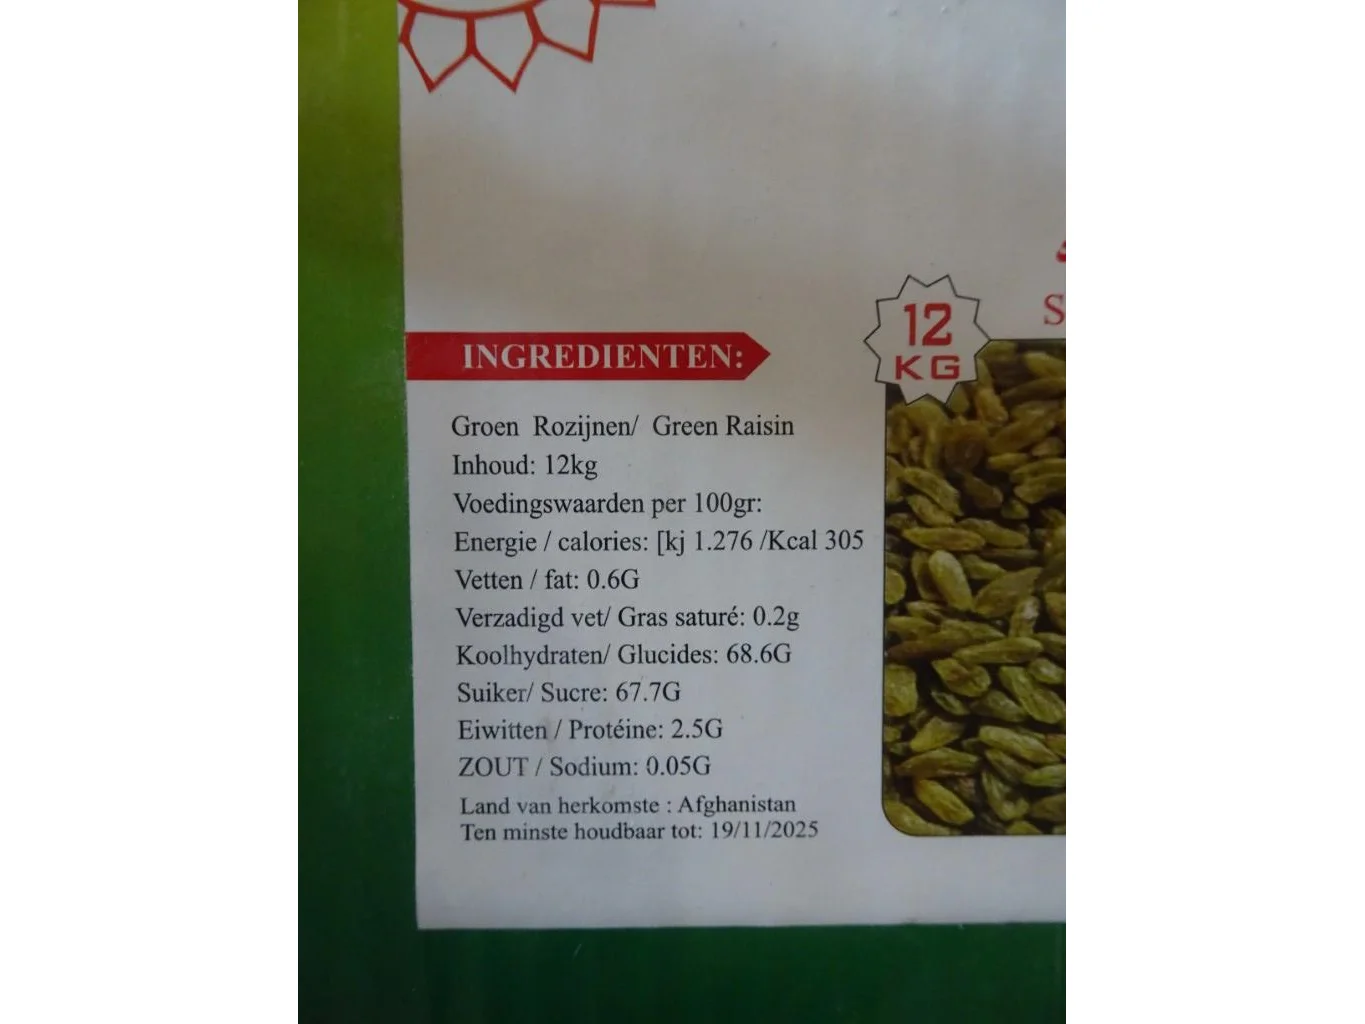 12
KG
S
INGREDIENTEN:
Groen Rozijnen/ Green Raisin
Inhoud: 12kg
Voedingswaarden per 100gr:
Energie / calories: [kj 1.276 /Kcal 305
Vetten / fat: 0.6G
Verzadigd vet/ Gras saturé: 0.2g
Koolhydraten/ Glucides: 68.6G
Suiker/ Sucre: 67.7G
Eiwitten / Protéine: 2.5G
ZOUT / Sodium: 0.05G
Land van herkomste : Afghanistan
Ten minste houdbaar tot: 19/11/2025